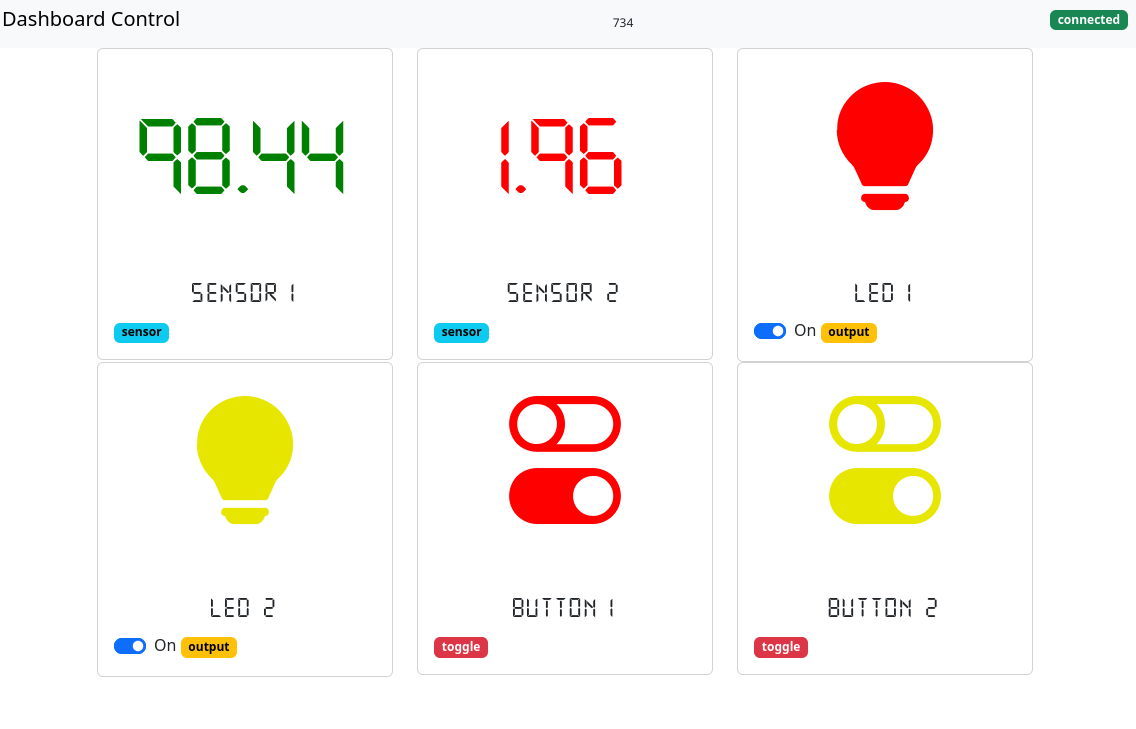 Dashboard Control
734
connected
98.44
1.96
SENSOR 1
sensor
SENSOR 2
sensor
LED 1
On output
LED 2
On output
BUTTON 1
toggle
BUTTON 2
toggle